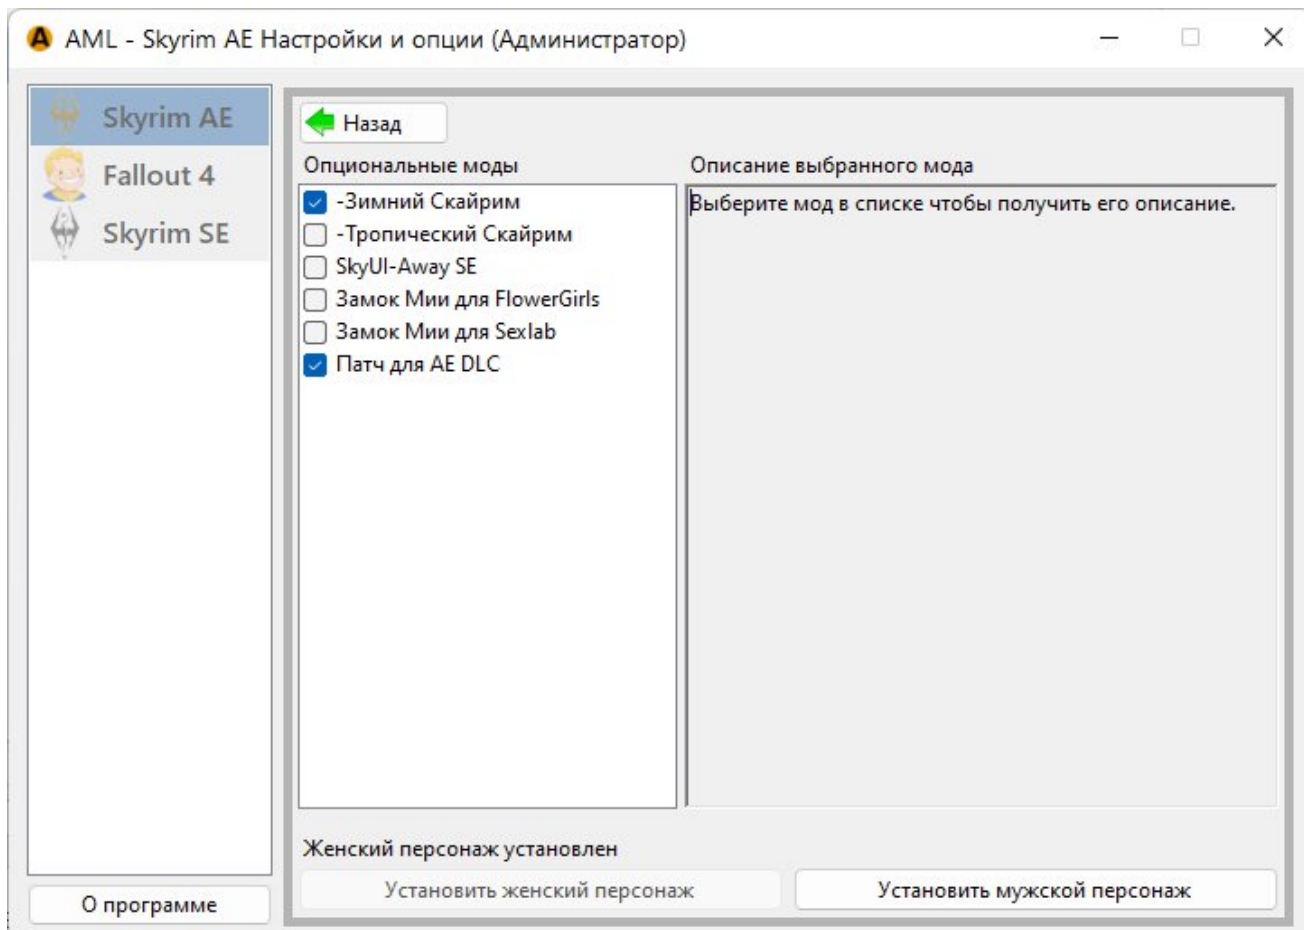 AML - Skyrim AE Настройки и опции (Администратор)
Skyrim AE
Fallout 4
Skyrim SE
О программе
Назад
Опциональные моды
-Зимний Скайрим
-Тропический Скайрим
SkyUI-Away SE
Замок Мии для FlowerGirls
Замок Мии для Sexlab
Патч для AE DLC
Описание выбранного мода
Выберите мод в списке чтобы получить его описание.
Женский персонаж установлен
Установить женский персонаж
Установить мужской персонаж